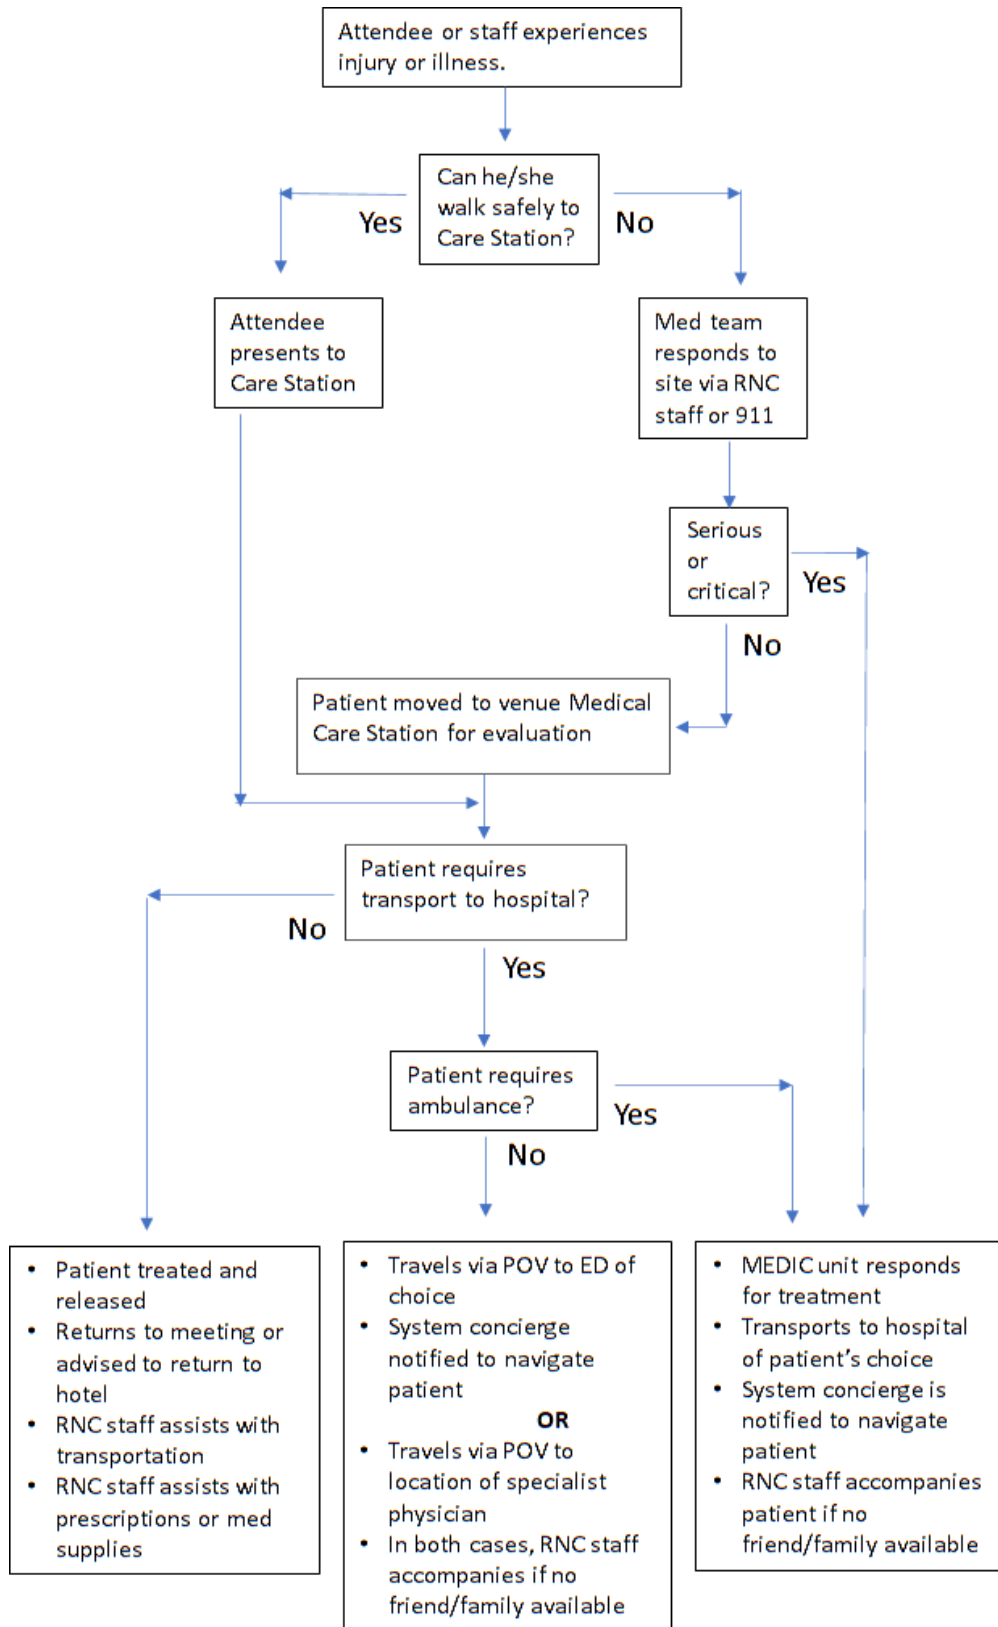 Attendee or staff experiences
injury or illness.
Can he/she
walk safely to
Care Station?
Yes
No
Attendee
presents to
Care Station
Med team
responds to
site via RNC
staff or 911
Serious
or
critical?
Yes
No
Patient moved to venue Medical
Care Station for evaluation
Patient requires
transport to hospital?
No
Yes
Patient requires
ambulance?
Yes
No
• Patient treated and
released
• Returns to meeting or
advised to return to
hotel
• RNC staff assists with
transportation
• RNC staff assists with
prescriptions or med
supplies
• Travels via POV to ED of
choice
• System concierge
notified to navigate
patient
OR
• Travels via POV to
location of specialist
physician
• In both cases, RNC staff
accompanies if no
friend/family available
• MEDIC unit responds
for treatment
• Transports to hospital
of patient's choice
• System concierge is
notified to navigate
patient
• RNC staff accompanies
patient if no
friend/family available